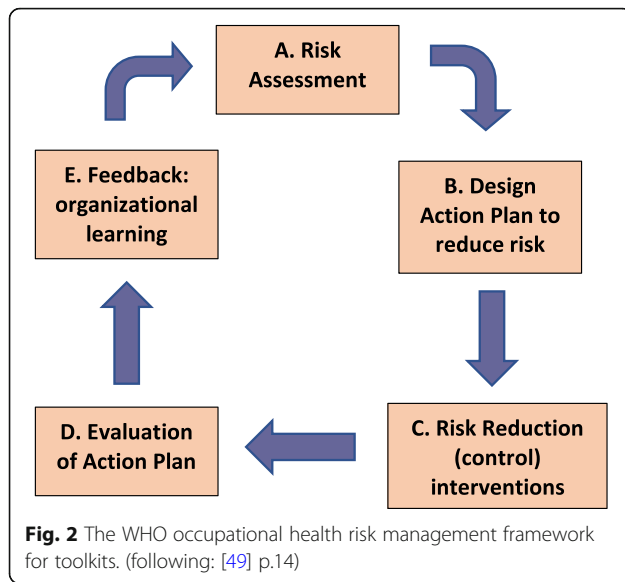 A. Risk
Assessment
B. Design
Action Plan to
reduce risk
C. Risk Reduction
(control)
interventions
D. Evaluation
of Action Plan
E. Feedback:
organizational
learning
Fig. 2 The WHO occupational health risk management framework
for toolkits. (following: [49] p.14)